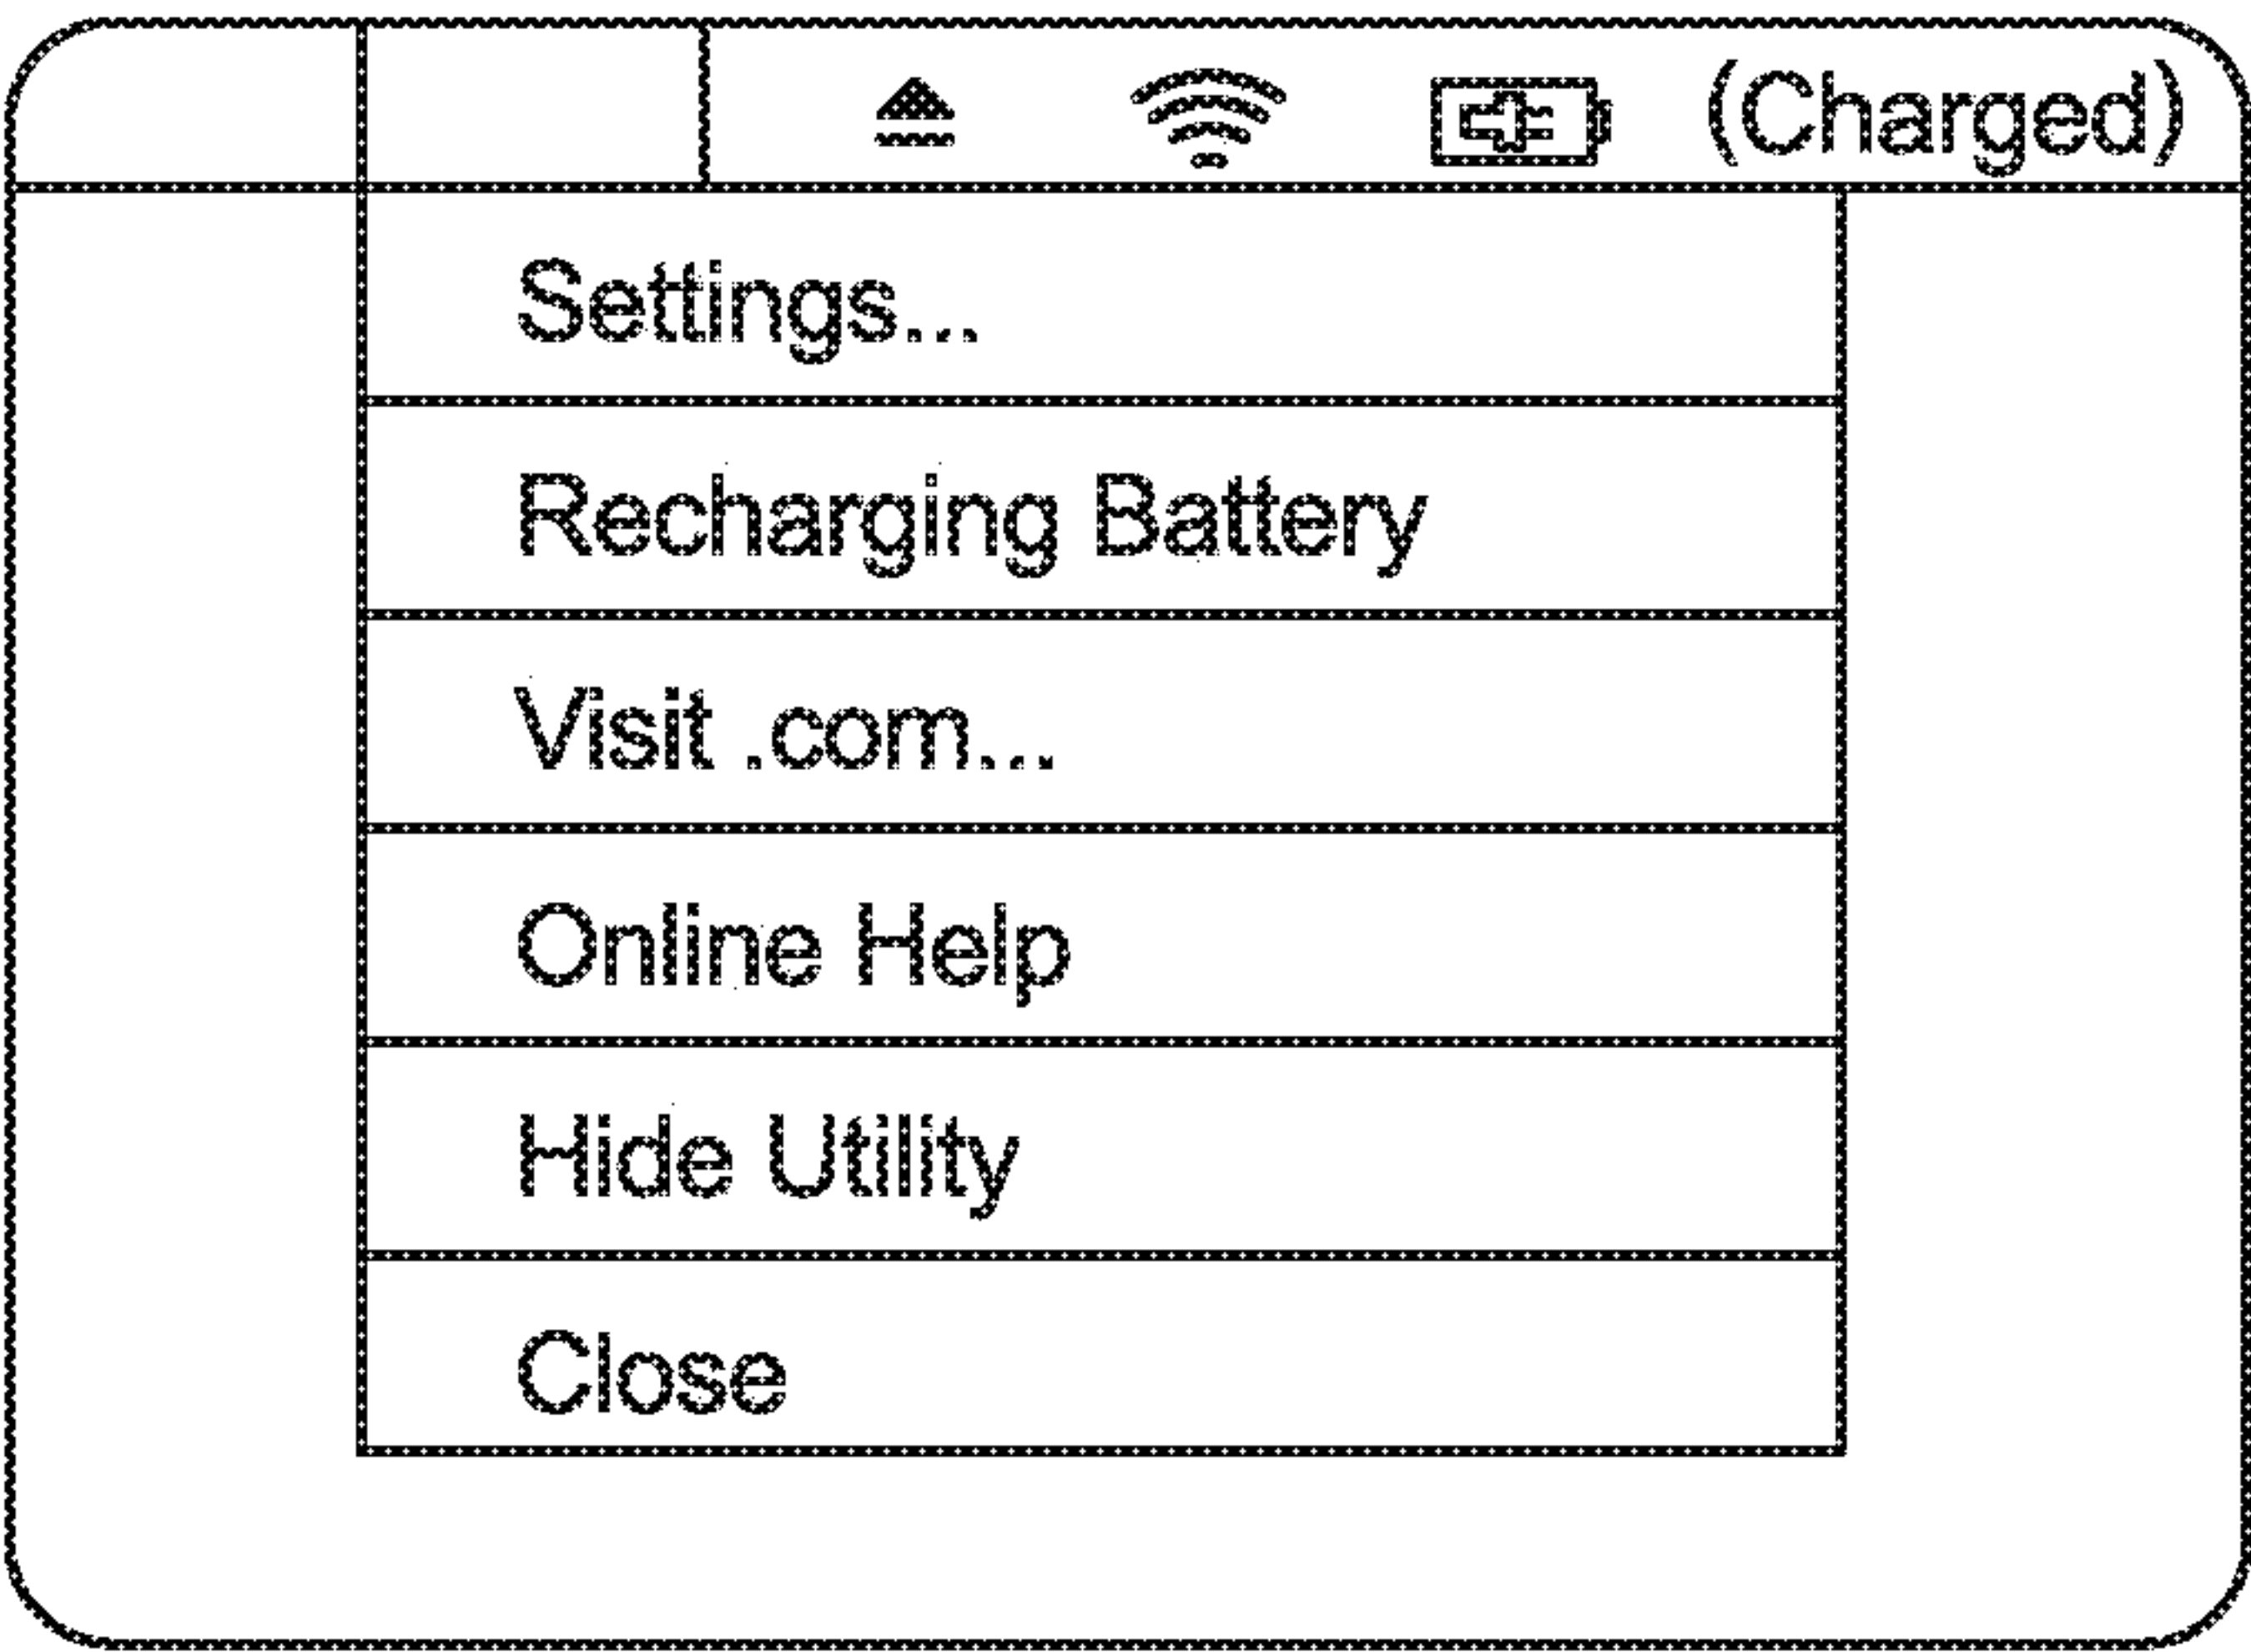 (Charged)
Settings...
Recharging Battery
Visit .com...
Online Help
Hide Utility
Close